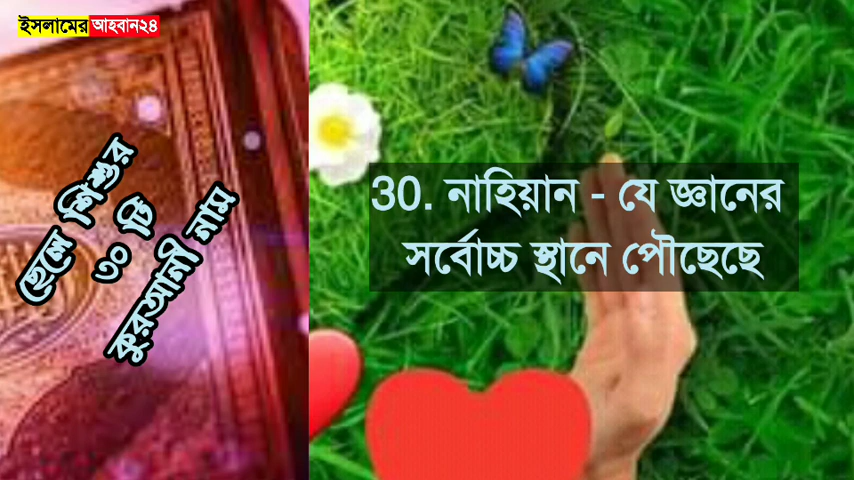 ইসলামের আহবান২৪
ছেলে শিশুর
৩০ টি
কুরআনী নাম
30. নাহিয়ান - যে জ্ঞানের
সর্বোচ্চ স্থানে পৌছেছে